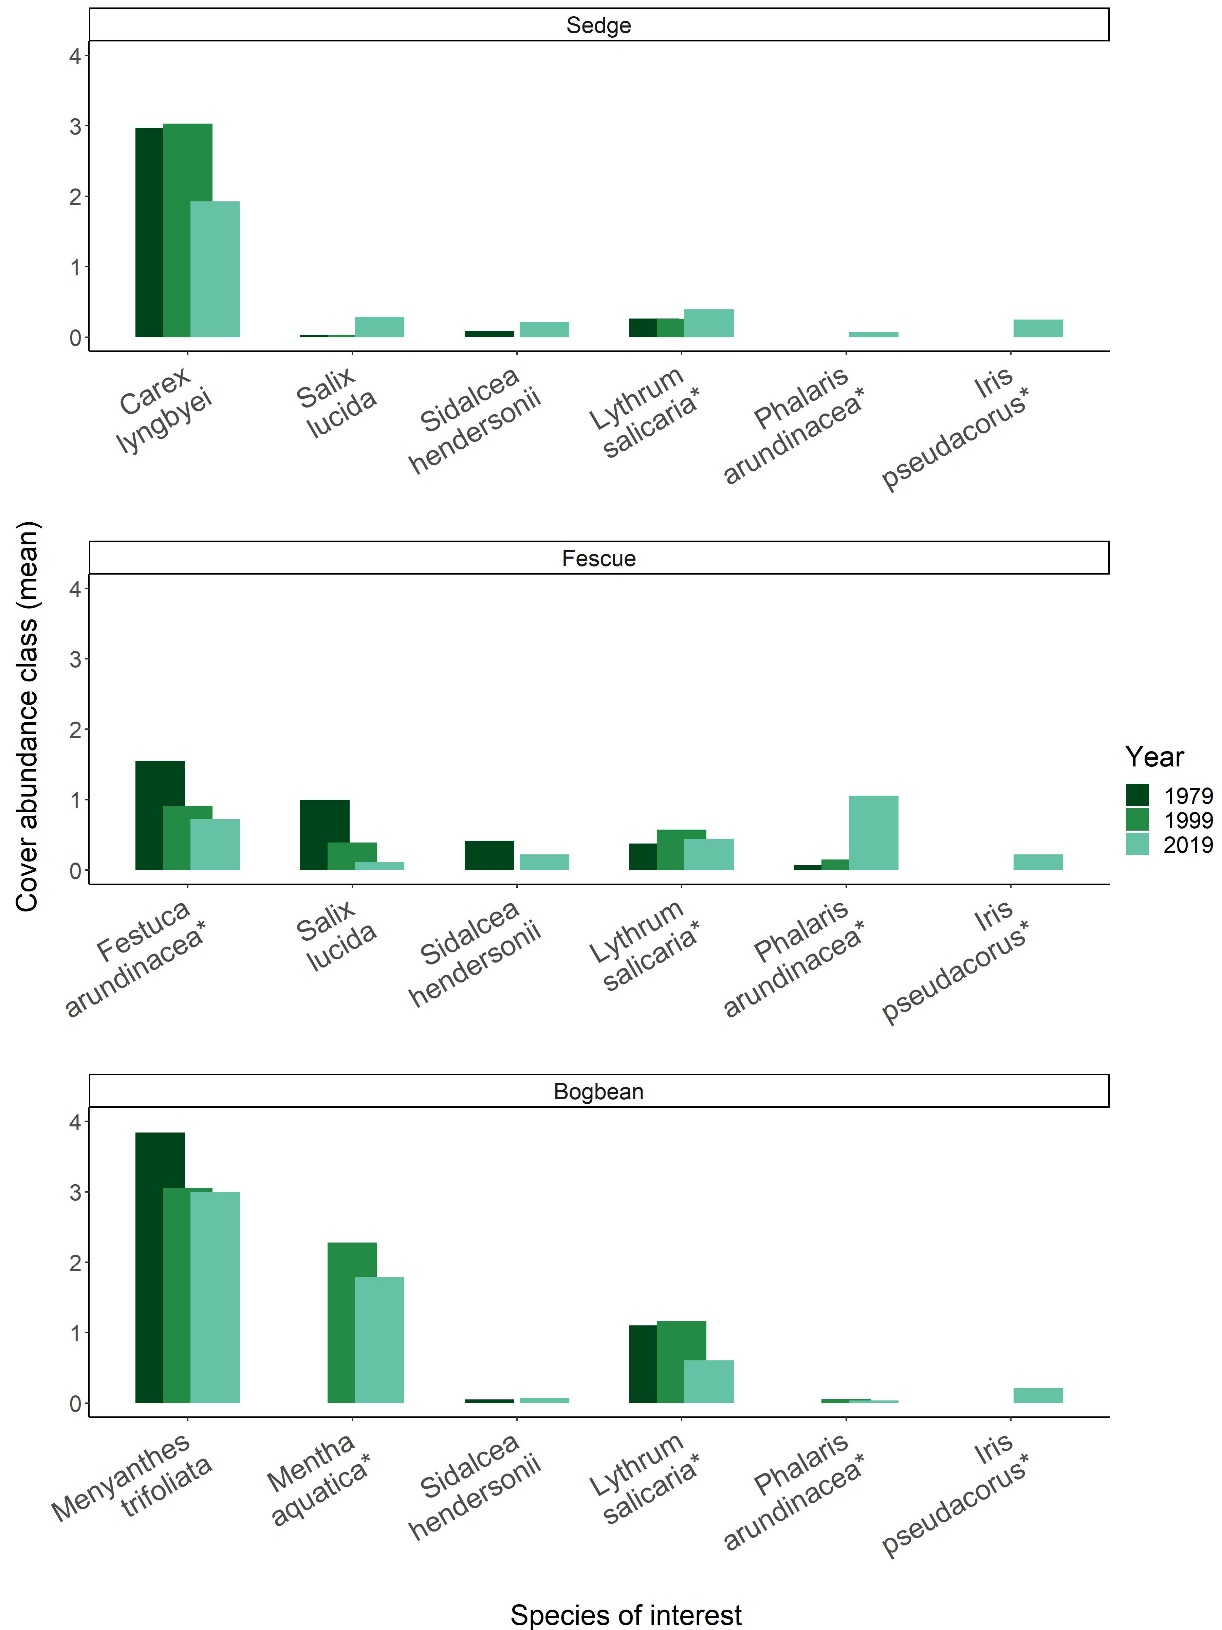 Sedge
4
3
2
1
0
Carex
lyngbyei
Salix
lucida
Sidalcea
hendersonii
Lythrum
salicaria*
Phalaris
arundinacea*
Iris
pseudacorus*
Cover abundance class (mean)
Fescue
4
3
2
1
0
Festuca
arundinacea*
Salix
lucida
Sidalcea
hendersonii
Lythrum
salicaria*
Phalaris
arundinacea*
Iris
pseudacorus*
Year
1979
1999
2019
Bogbean
4
3
2
1
0
Menyanthes
trifoliata
Mentha
aquatica*
Sidalcea
hendersonii
Lythrum
salicaria*
Phalaris
arundinacea*
Iris
pseudacorus*
Species of interest